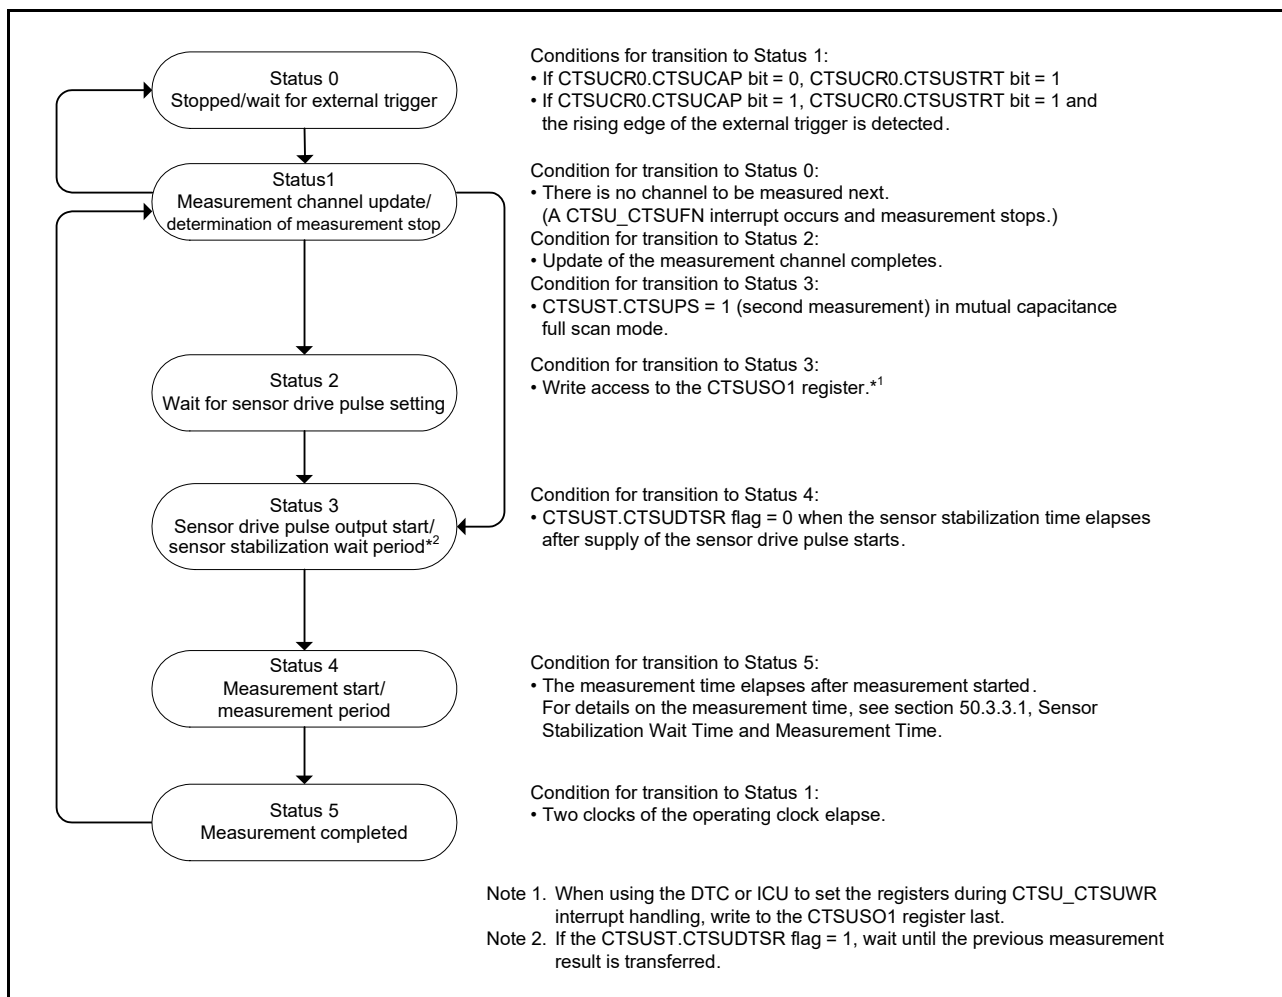 Status 0
Stopped/wait for external trigger
Conditions for transition to Status 1:
• If CTSUCR0.CTSUCAP bit = 0, CTSUCR0.CTSUSTRT bit = 1
• If CTSUCR0.CTSUCAP bit = 1, CTSUCR0.CTSUSTRT bit = 1 and
the rising edge of the external trigger is detected.
Status1
Measurement channel update/
determination of measurement stop
Condition for transition to Status 0:
• There is no channel to be measured next.
(A CTSU_CTSUFN interrupt occurs and measurement stops.)
Condition for transition to Status 2:
• Update of the measurement channel completes.
Condition for transition to Status 3:
• CTSUST.CTSUPS = 1 (second measurement) in mutual capacitance
full scan mode.
Status 2
Wait for sensor drive pulse setting
Condition for transition to Status 3:
• Write access to the CTSUSO1 register.*1
Status 3
Sensor drive pulse output start/
sensor stabilization wait period*2
Condition for transition to Status 4:
• CTSUST.CTSUDTSR flag = 0 when the sensor stabilization time elapses
after supply of the sensor drive pulse starts.
Status 4
Measurement start/
measurement period
Condition for transition to Status 5:
• The measurement time elapses after measurement started.
For details on the measurement time, see section 50.3.3.1, Sensor
Stabilization Wait Time and Measurement Time.
Status 5
Measurement completed
Condition for transition to Status 1:
• Two clocks of the operating clock elapse.
Note 1. When using the DTC or ICU to set the registers during CTSU_CTSUWR
interrupt handling, write to the CTSUSO1 register last.
Note 2. If the CTSUST.CTSUDTSR flag = 1, wait until the previous measurement
result is transferred.